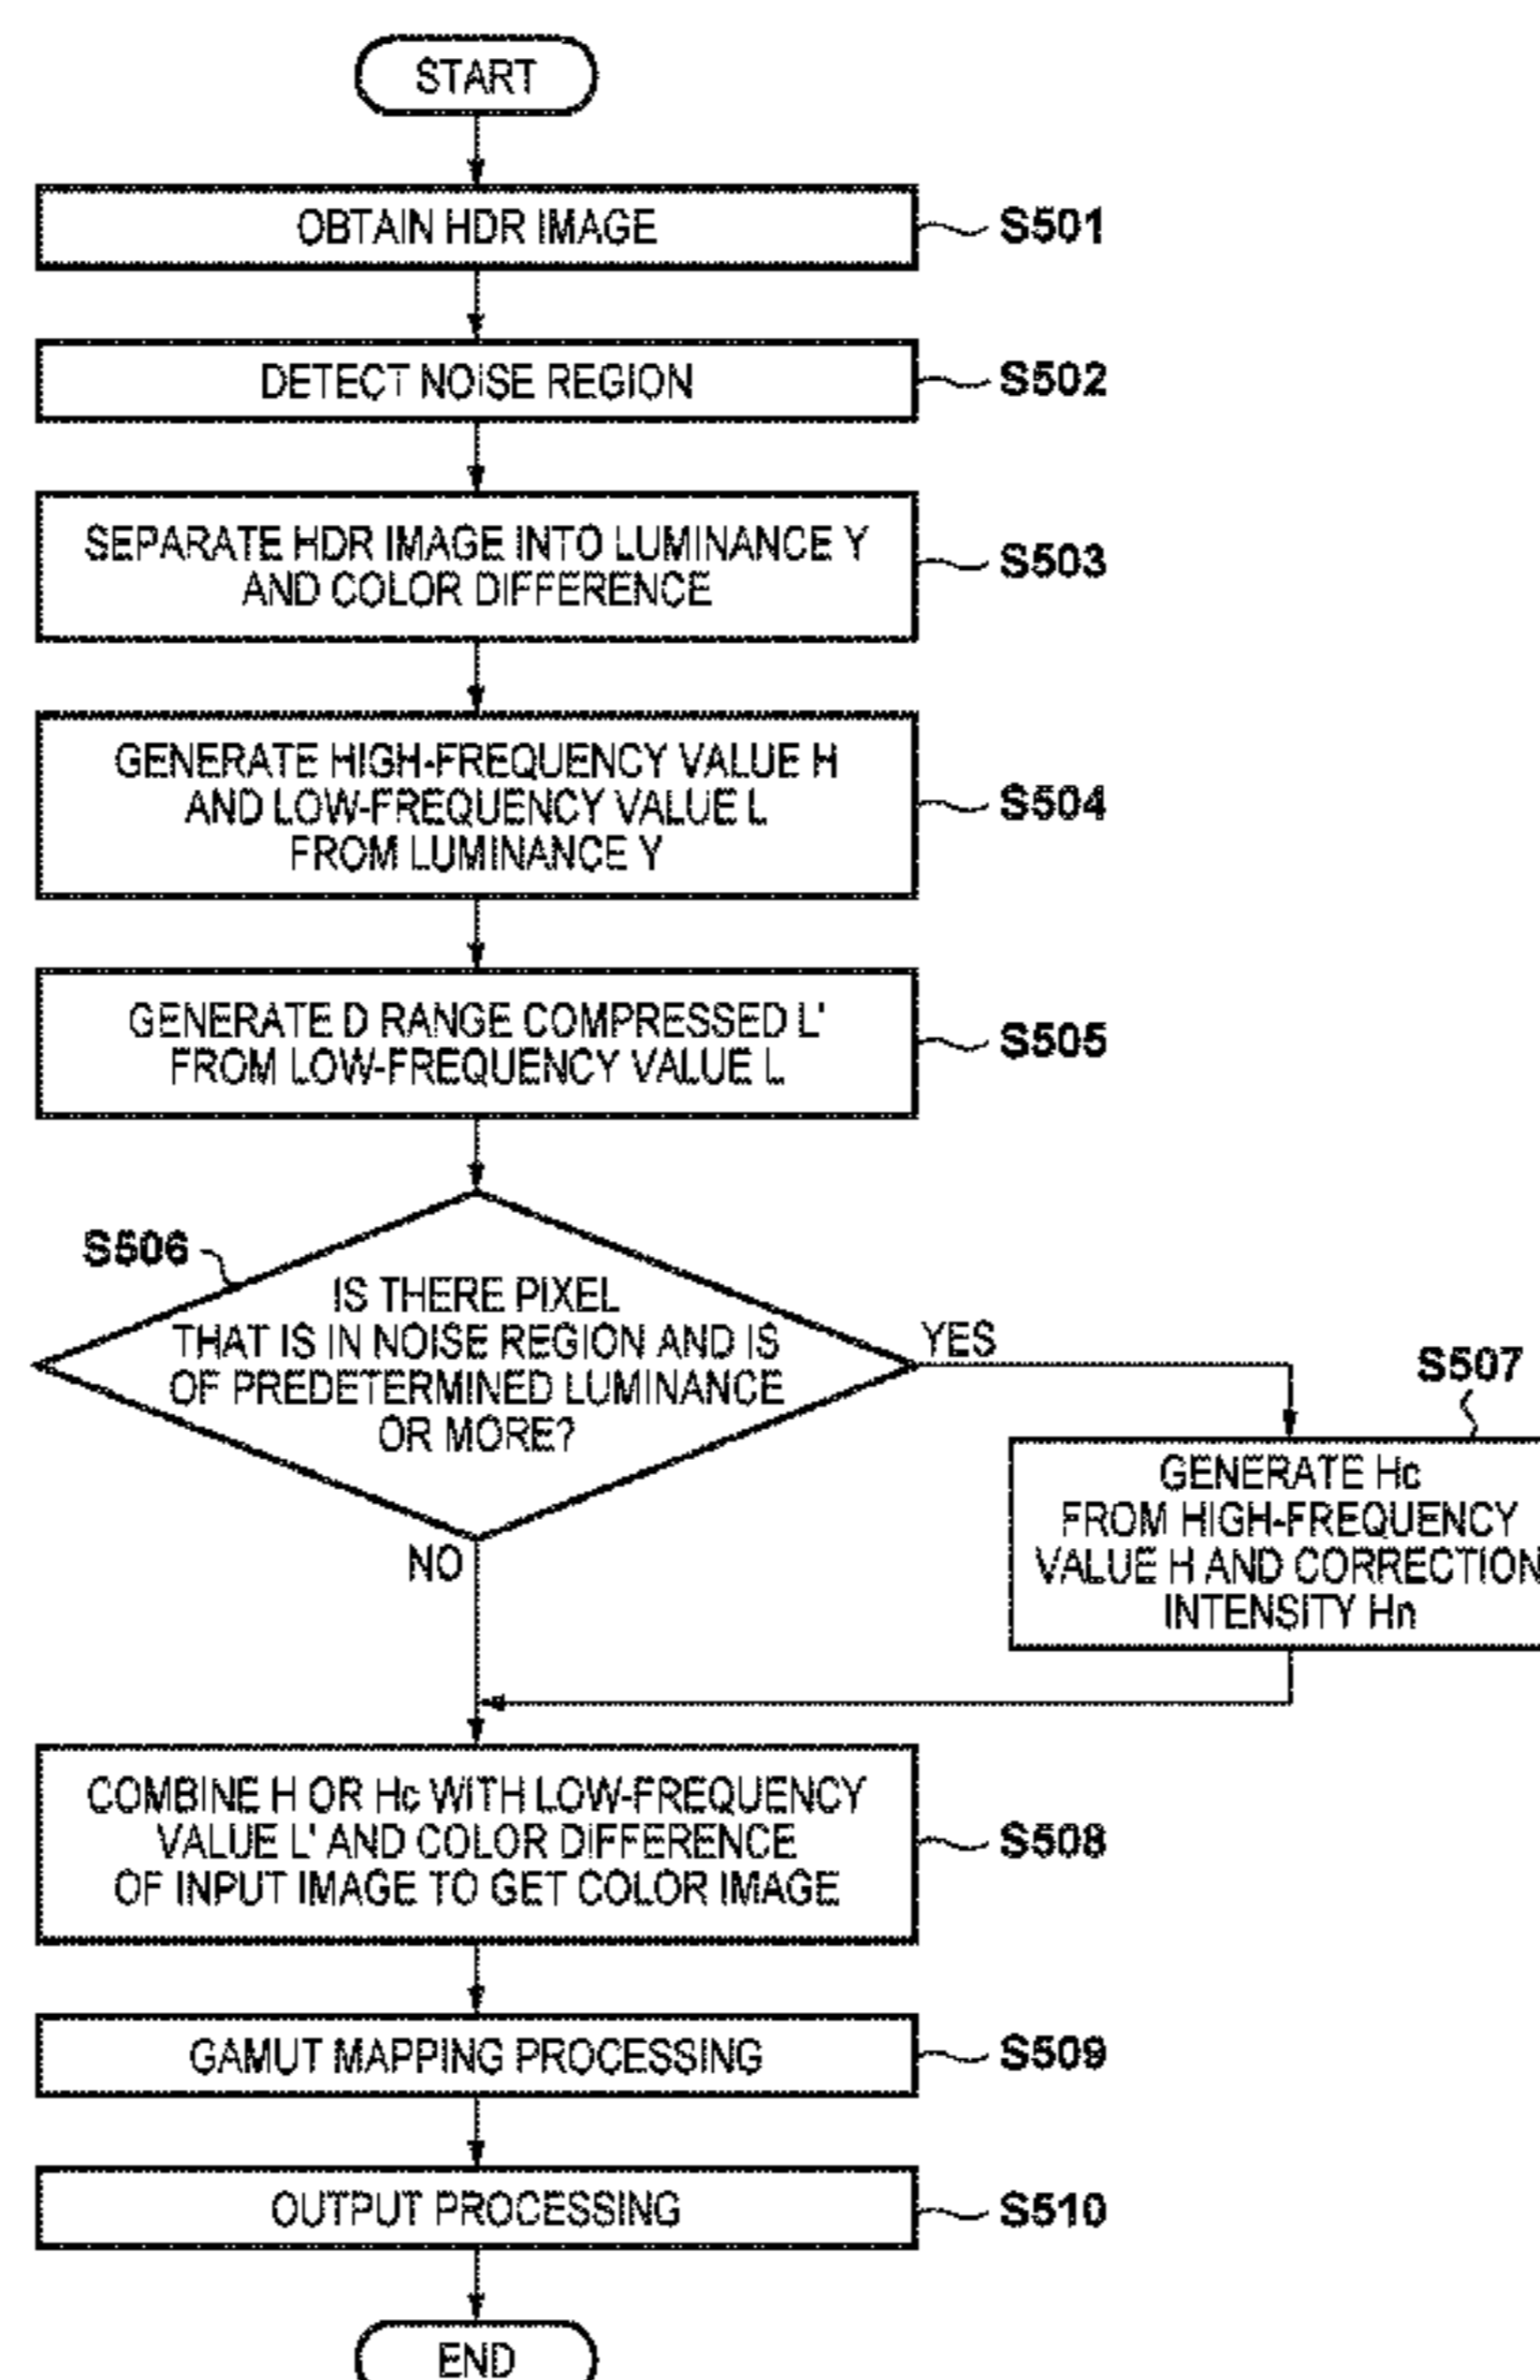 START
OBTAIN HDR IMAGE
S501
DETECT NOISE REGION
S502
SEPARATE HDR IMAGE INTO LUMINANCE Y
AND COLOR DIFFERENCE
S503
GENERATE HIGH-FREQUENCY VALUE H
AND LOW-FREQUENCY VALUE L
FROM LUMINANCE Y
S504
GENERATE D RANGE COMPRESSED L'
FROM LOW-FREQUENCY VALUE L
S505
S506
IS THERE PIXEL
THAT IS IN NOISE REGION AND IS
OF PREDETERMINED LUMINANCE
OR MORE?
YES
NO
S507
GENERATE Hc
FROM HIGH-FREQUENCY
VALUE H AND CORRECTION
INTENSITY Hn
COMBINE H OR Hc WITH LOW-FREQUENCY
VALUE L' AND COLOR DIFFERENCE
OF INPUT IMAGE TO GET COLOR IMAGE
S508
GAMUT MAPPING PROCESSING
S509
OUTPUT PROCESSING
S510
END